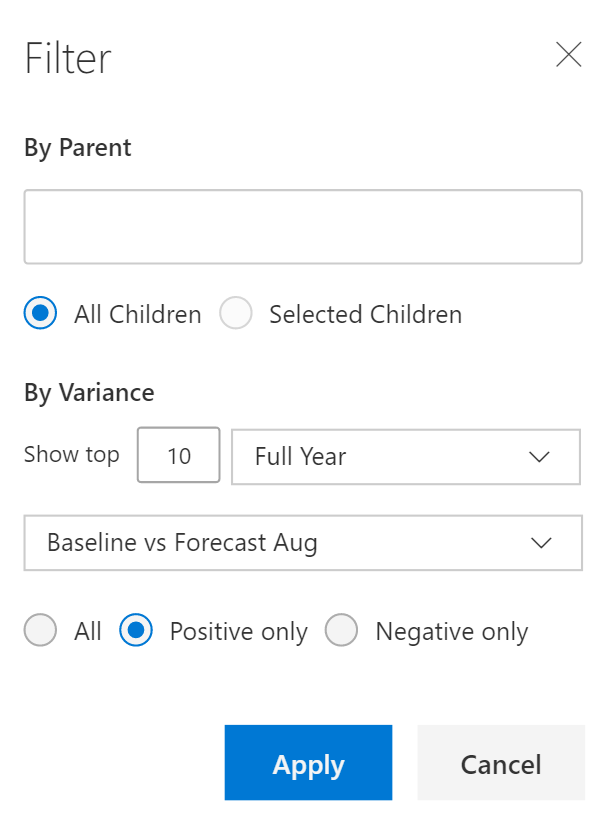 Filter
By Parent
All Children Selected Children
By Variance
Show top 10 Full Year
Baseline vs Forecast Aug
All Positive only Negative only
Apply Cancel